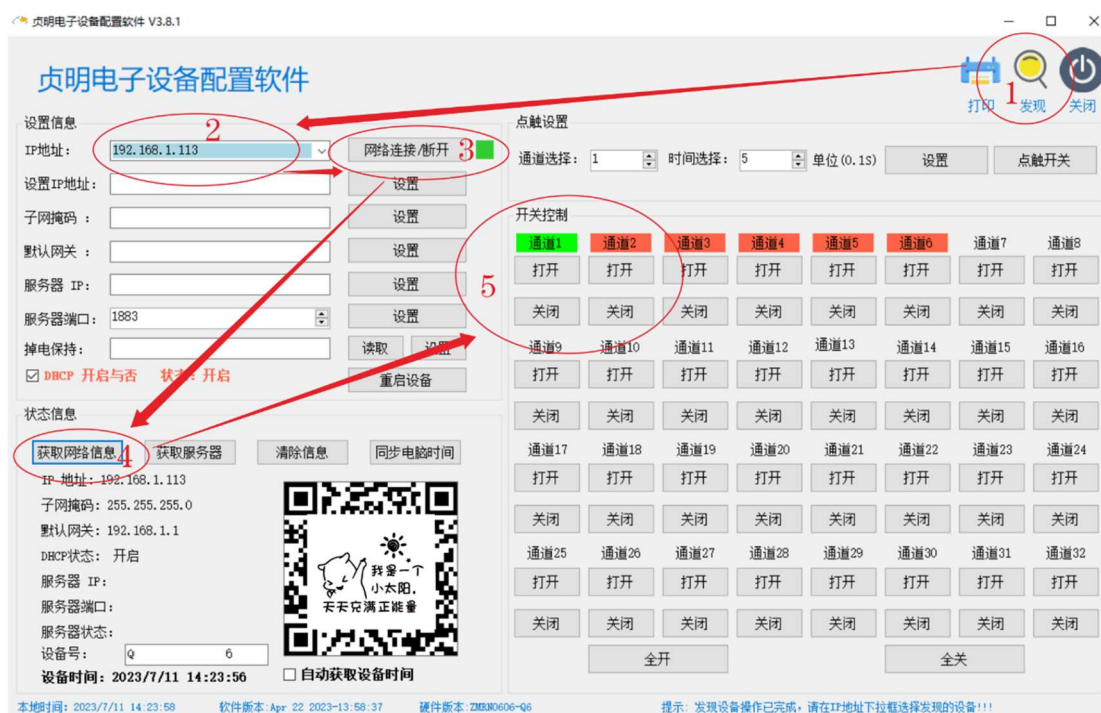 贞明电子设备配置软件 V3.8.1
贞明电子设备配置软件
打印 1 发现 关闭
设置信息
IP地址： 192.168.1.113 2 网络连接/断开 3
设置IP地址： 设置
子网掩码 ： 设置
默认网关 ： 设置
服务器 IP： 设置
服务器端口： 1883 设置
掉电保持： 读取 设置
DHCP 开启与否 状态：开启 重启设备
点触设置
通道选择： 1 时间选择： 5 单位(0.1S) 设置 点触开关
开关控制
通道1 通道2 通道3 通道4 通道5 通道6 通道7 通道8
打开 打开 打开 打开 打开 打开 打开 打开
5
关闭 关闭 关闭 关闭 关闭 关闭 关闭 关闭
通道9 通道10 通道11 通道12 通道13 通道14 通道15 通道16
打开 打开 打开 打开 打开 打开 打开 打开
关闭 关闭 关闭 关闭 关闭 关闭 关闭 关闭
通道17 通道18 通道19 通道20 通道21 通道22 通道23 通道24
打开 打开 打开 打开 打开 打开 打开 打开
关闭 关闭 关闭 关闭 关闭 关闭 关闭 关闭
通道25 通道26 通道27 通道28 通道29 通道30 通道31 通道32
打开 打开 打开 打开 打开 打开 打开 打开
关闭 关闭 关闭 关闭 关闭 关闭 关闭 关闭
全开 全关
状态信息
获取网络信息 4 获取服务器 清除信息 同步电脑时间
IP 地址：192.168.1.113
子网掩码：255.255.255.0
默认网关：192.168.1.1
DHCP状态： 开启
服务器 IP：
服务器端口：
服务器状态：
设备号： Q 6
设备时间：2023/7/11 14:23:56 自动获取设备时间
我是一个
小太阳.
天天充满正能量
本地时间：2023/7/11 14:23:58 软件版本:Apr 22 2023-13:58:37 硬件版本:ZMRN0606-Q6 提示：发现设备操作已完成，请在IP地址下拉框选择发现的设备!!!